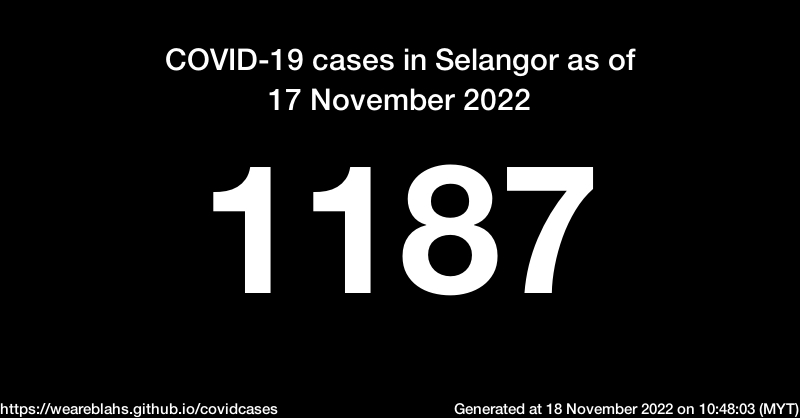 COVID-19 cases in Selangor as of
17 November 2022
1187
https://weareblahs.github.io/covidcases
Generated at 18 November 2022 on 10:48:03 (MYT)